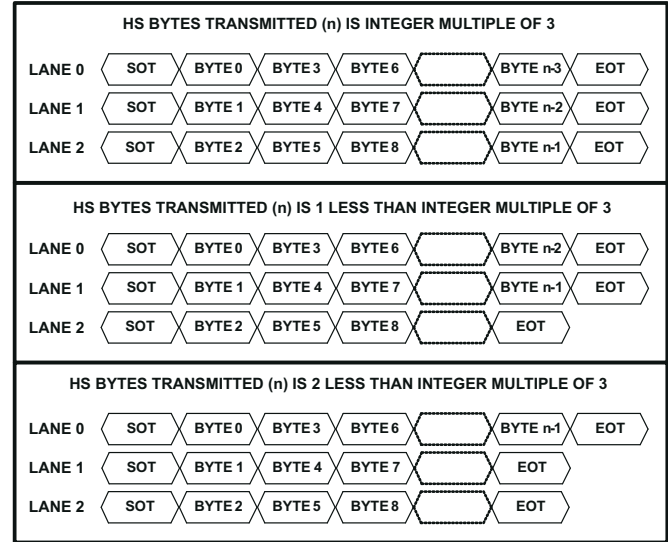 HS BYTES TRANSMITTED (n) IS INTEGER MULTIPLE OF 3
LANE 0 SOT BYTE 0 BYTE 3 BYTE 6 BYTE n-3 EOT
LANE 1 SOT BYTE 1 BYTE 4 BYTE 7 BYTE n-2 EOT
LANE 2 SOT BYTE 2 BYTE 5 BYTE 8 BYTE n-1 EOT
HS BYTES TRANSMITTED (n) IS 1 LESS THAN INTEGER MULTIPLE OF 3
LANE 0 SOT BYTE 0 BYTE 3 BYTE 6 BYTE n-2 EOT
LANE 1 SOT BYTE 1 BYTE 4 BYTE 7 BYTE n-1 EOT
LANE 2 SOT BYTE 2 BYTE 5 BYTE 8 EOT
HS BYTES TRANSMITTED (n) IS 2 LESS THAN INTEGER MULTIPLE OF 3
LANE 0 SOT BYTE 0 BYTE 3 BYTE 6 BYTE n-1 EOT
LANE 1 SOT BYTE 1 BYTE 4 BYTE 7 EOT
LANE 2 SOT BYTE 2 BYTE 5 BYTE 8 EOT